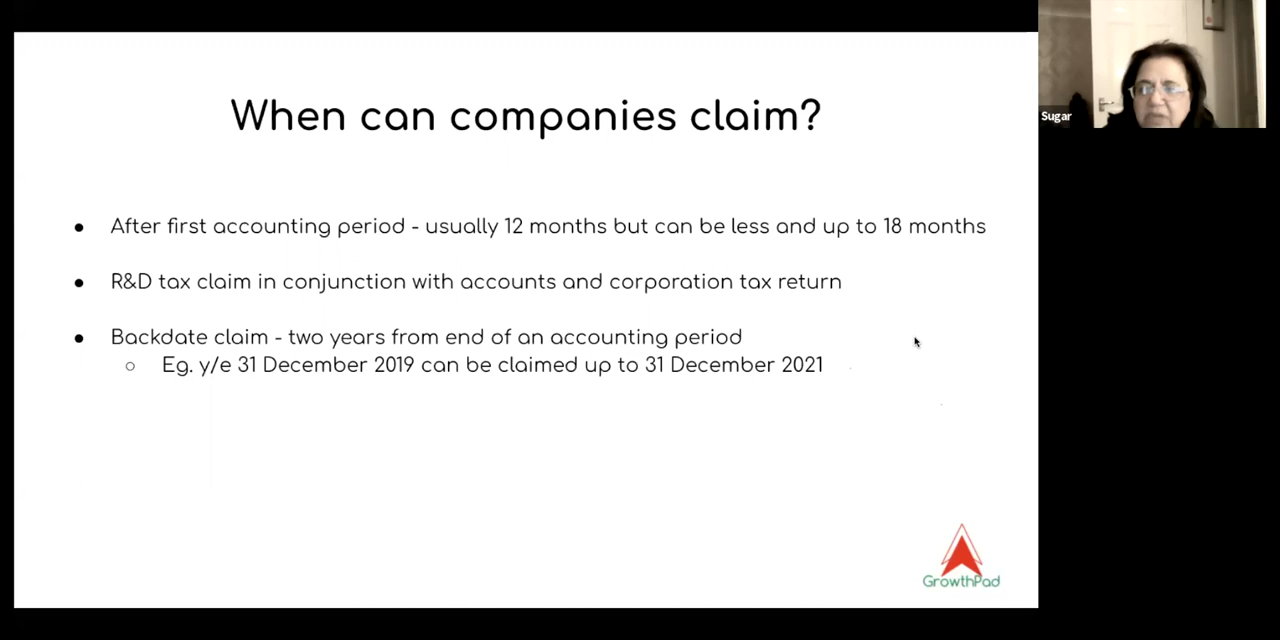 When can companies claim?
Sugar
After first accounting period - usually 12 months but can be less and up to 18 months
R&D tax claim in conjunction with accounts and corporation tax return
Backdate claim - two years from end of an accounting period
Eg. y/e 31 December 2019 can be claimed up to 31 December 2021
GrowthPad